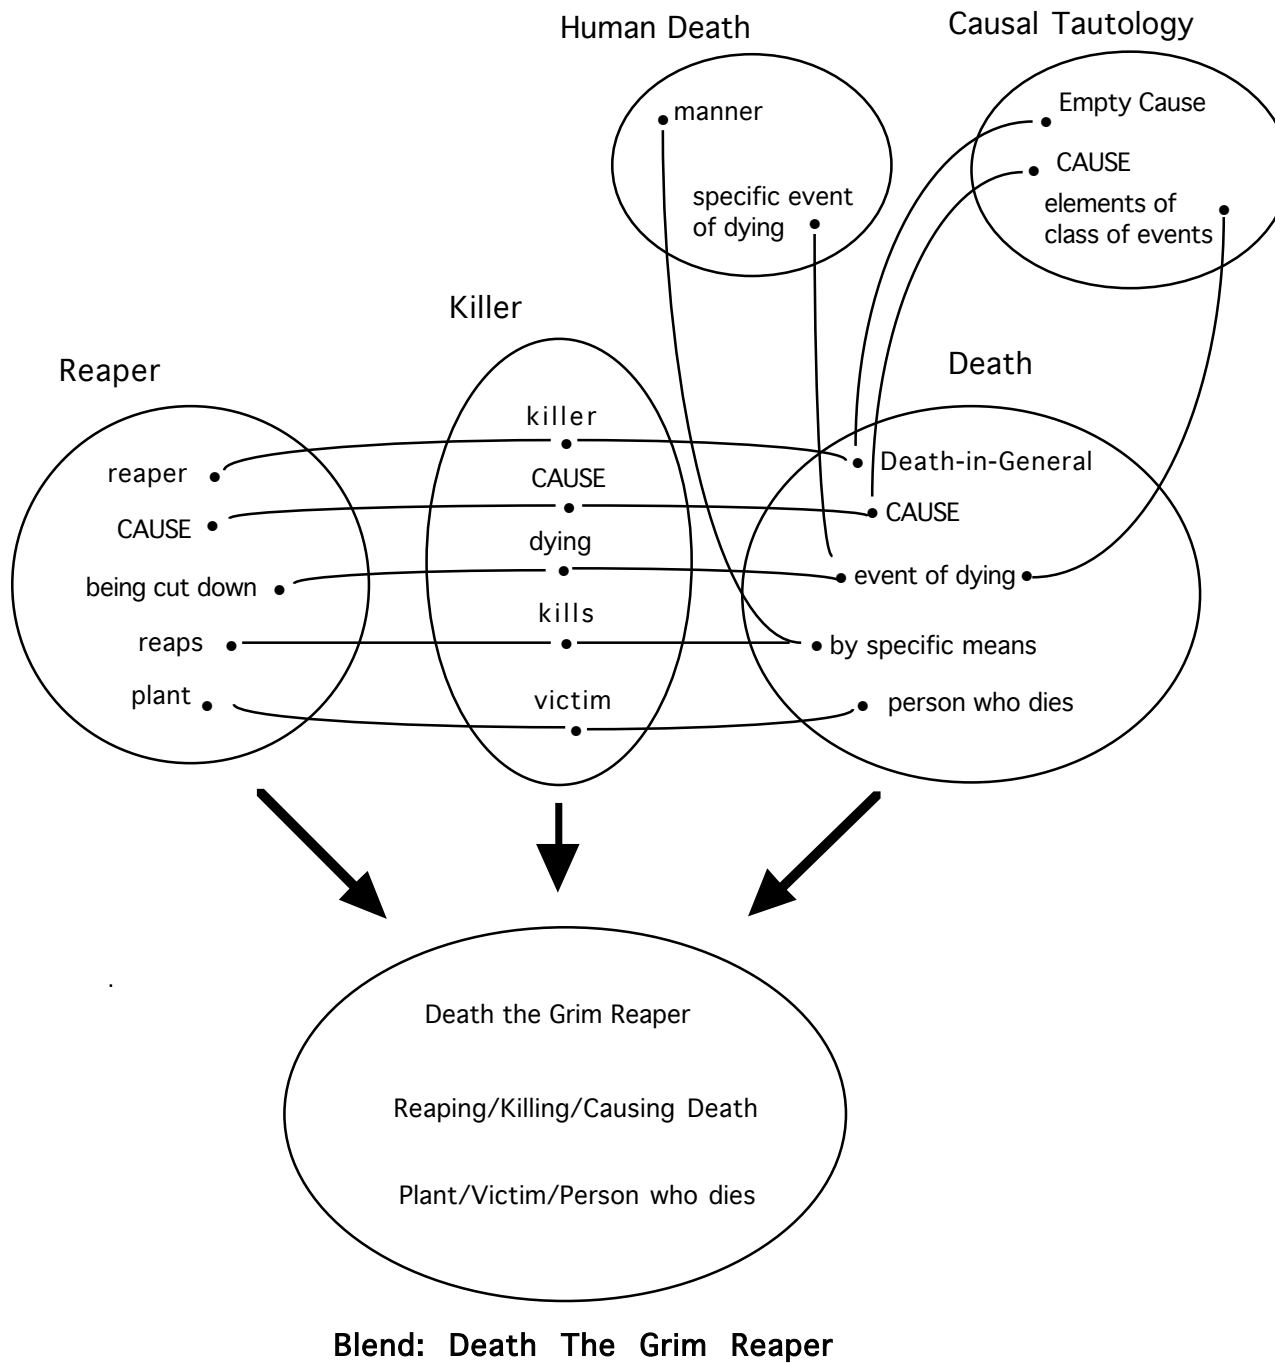 Human Death
Causal Tautology
manner
specific event
of dying
Empty Cause
CAUSE
elements of
class of events
Killer
Reaper
Death
reaper
CAUSE
being cut down
reaps
plant
killer
CAUSE
dying
kills
victim
Death-in-General
CAUSE
event of dying
by specific means
person who dies
Death the Grim Reaper
Reaping/Killing/Causing Death
Plant/Victim/Person who dies
Blend: Death The Grim Reaper